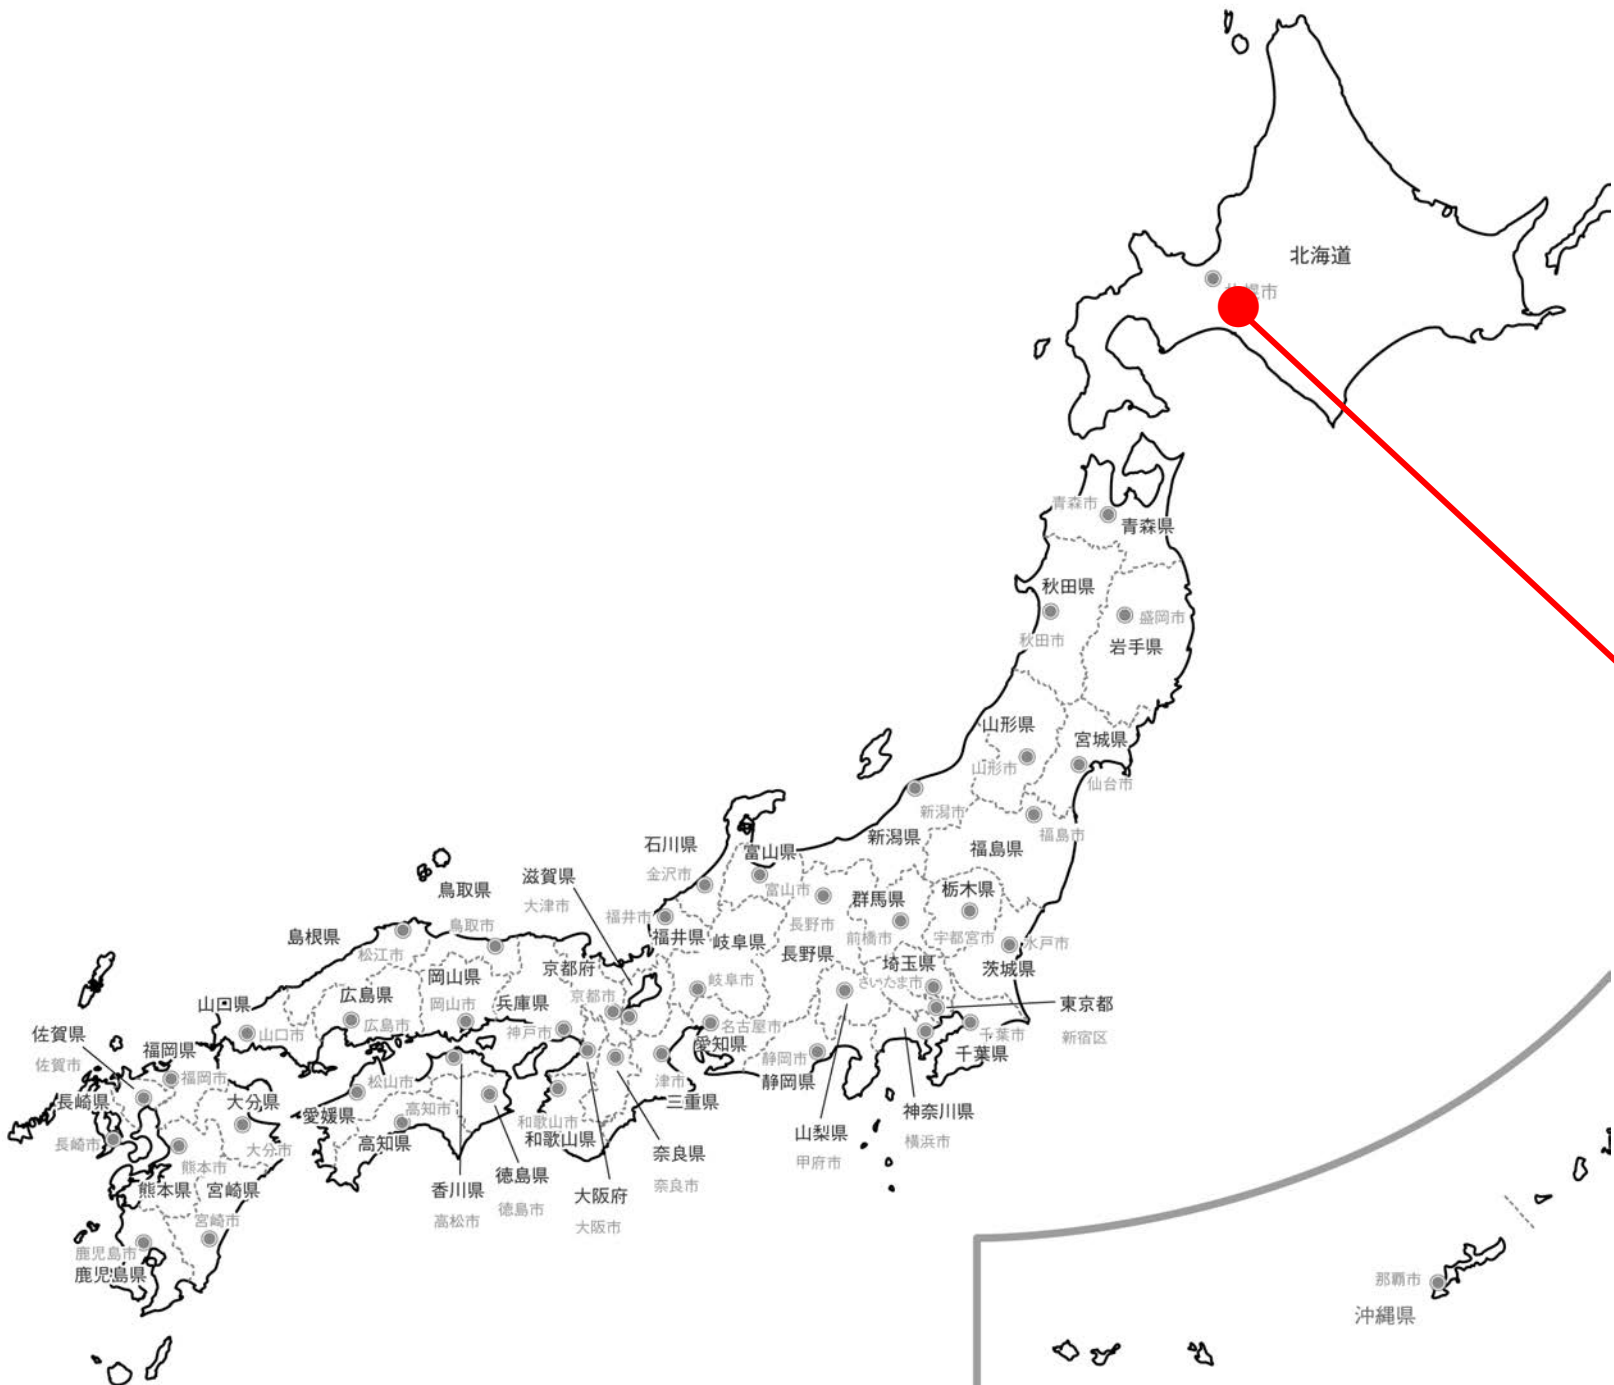 北海道
青森市
青森県
秋田県
盛岡市
秋田市
岩手県
山形県
宮城県
山形市
仙台市
新潟市
福島市
新潟県
福島県
石川県
富山県
金沢市
富山市
滋賀県
大津市
鳥取県
鳥取市
福井市
福井県
岐阜県
長野市
長野県
群馬県
前橋市
栃木県
宇都宮市
水戸市
茨城県
埼玉県
さいたま市
島根県
松江市
岡山県
岡山市
京都府
京都市
兵庫県
神戸市
広島県
広島市
山口県
山口市
岐阜市
名古屋市
愛知県
静岡市
静岡県
東京都
新宿区
千葉市
千葉県
佐賀県
佐賀市
福岡県
福岡市
長崎県
長崎市
大分県
大分市
松山市
愛媛県
高知市
高知県
和歌山市
和歌山県
津市
三重県
奈良県
奈良市
山梨県
甲府市
神奈川県
横浜市
熊本市
熊本県
宮崎県
宮崎市
香川県
高松市
徳島県
徳島市
大阪府
大阪市
鹿児島市
鹿児島県
那覇市
沖縄県